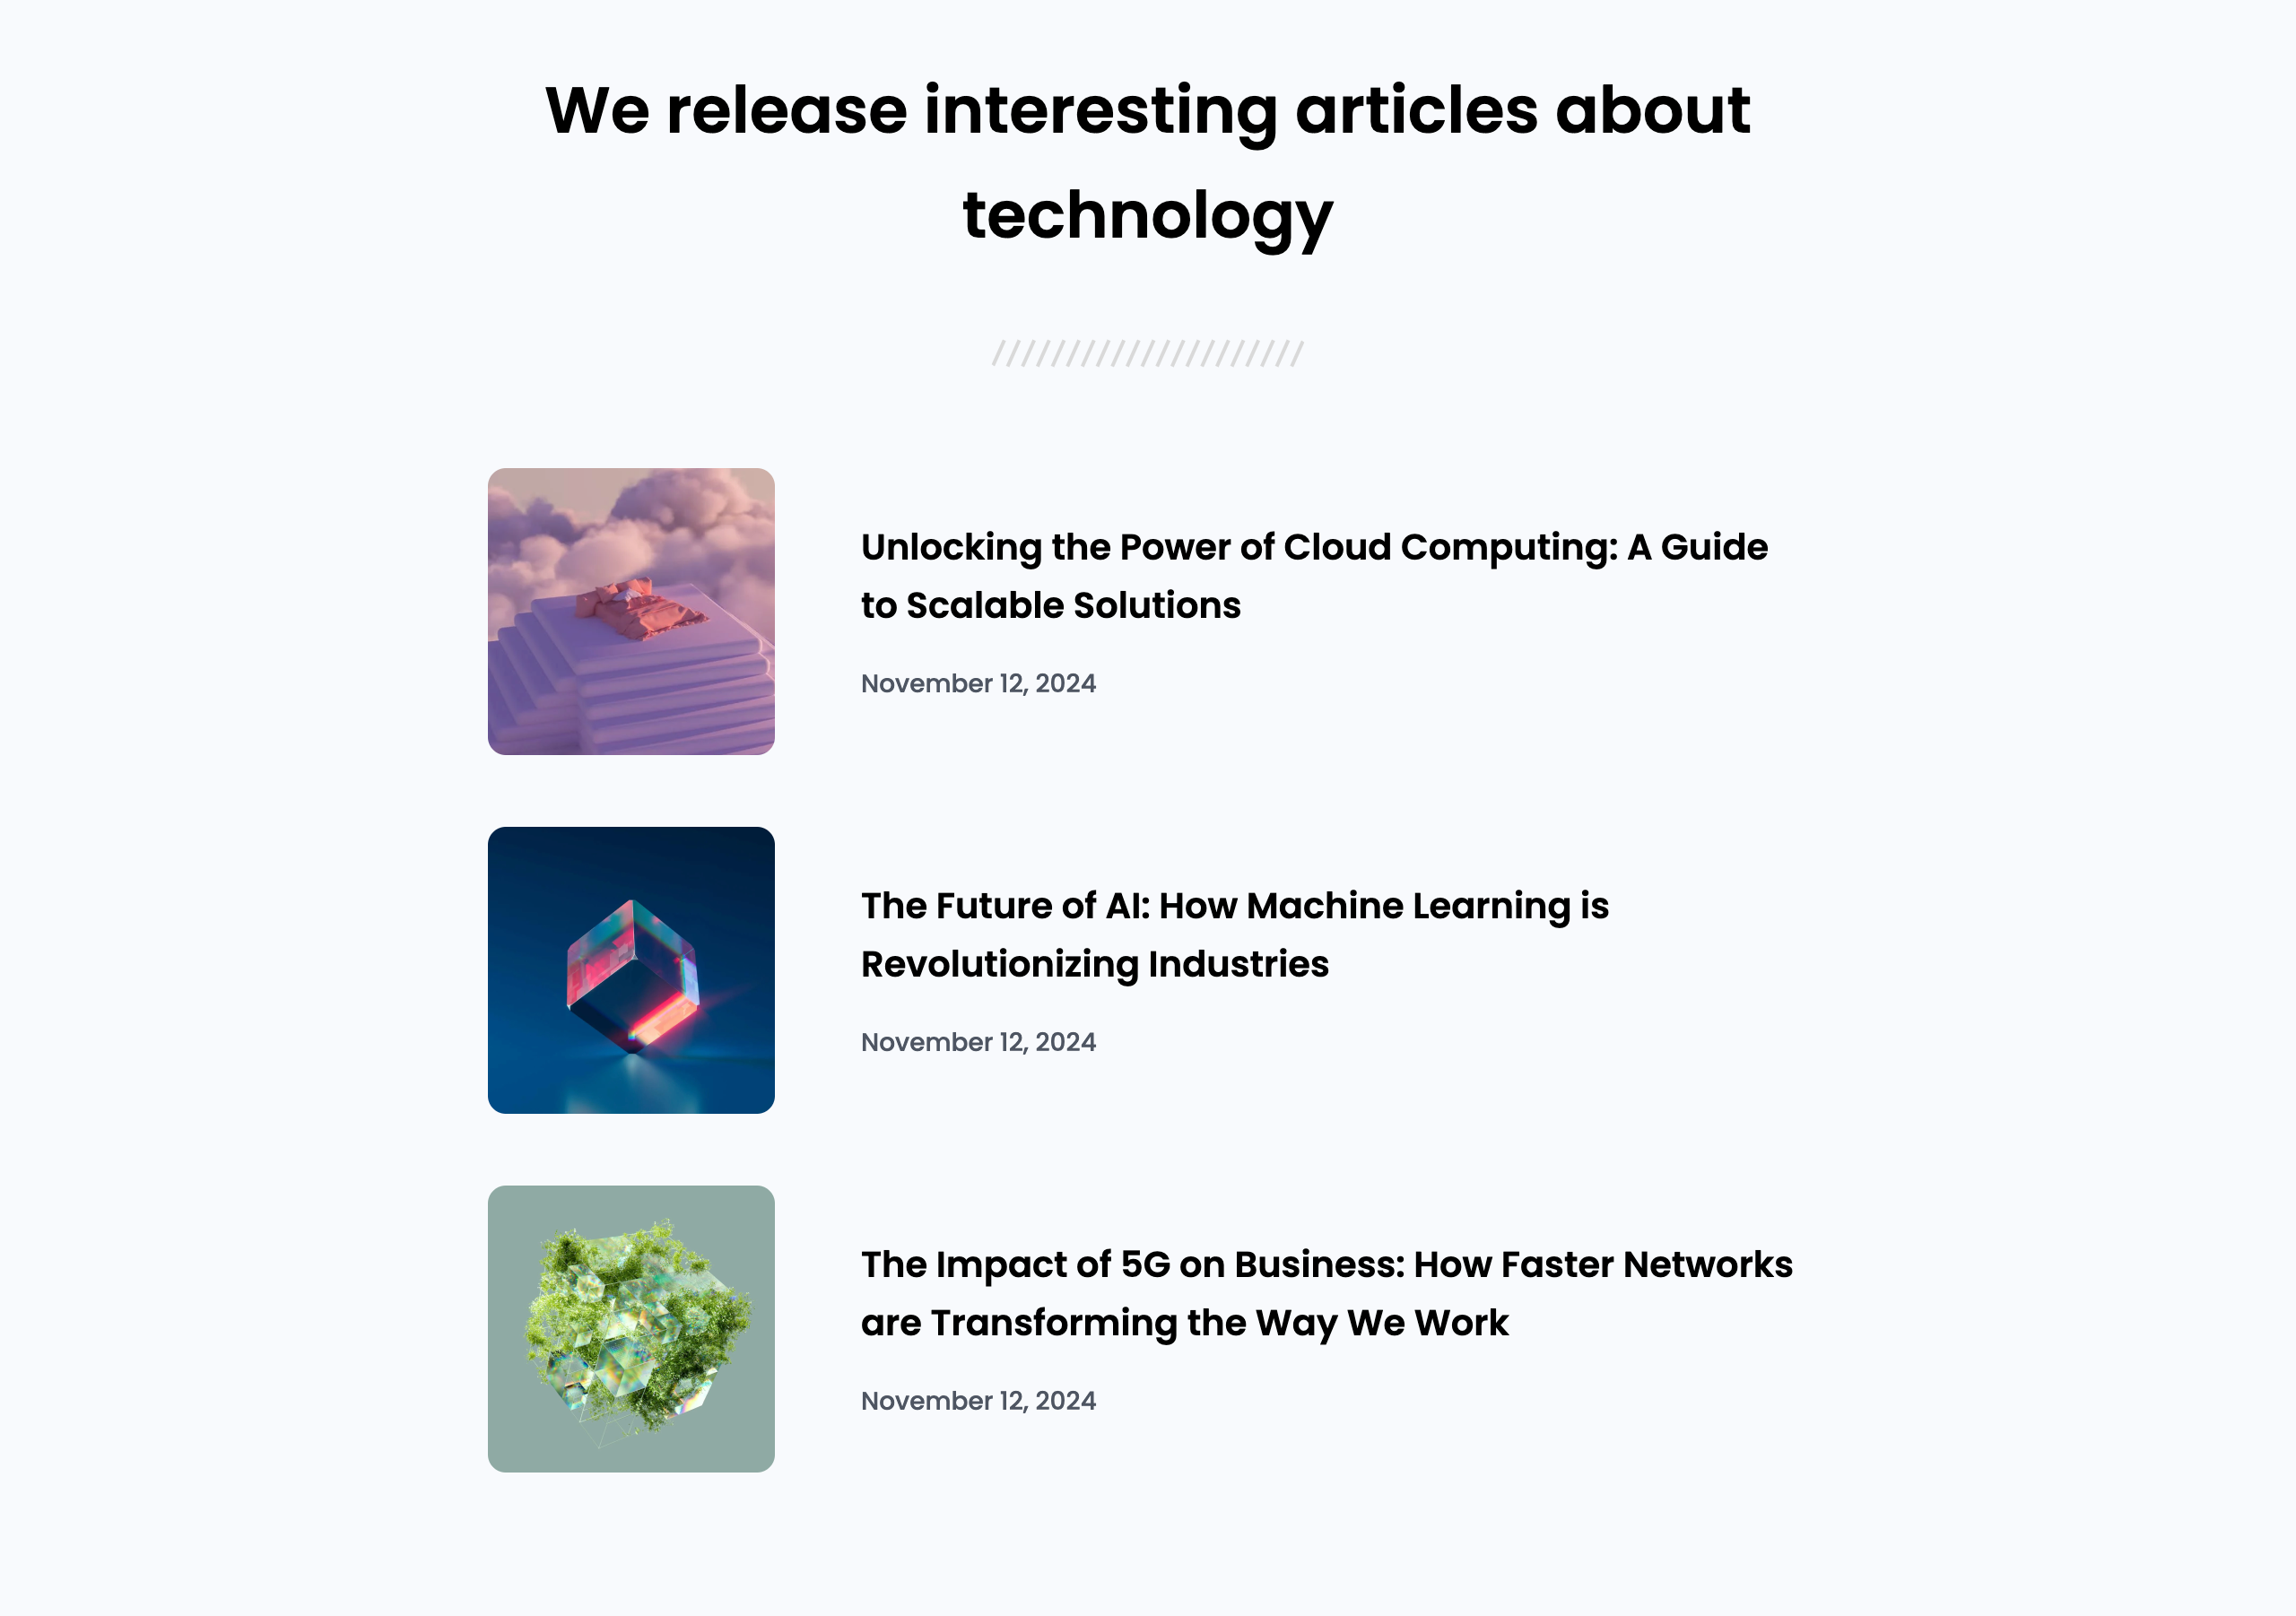 We release interesting articles about
technology
Unlocking the Power of Cloud Computing: A Guide
to Scalable Solutions
November 12, 2024
The Future of AI: How Machine Learning is
Revolutionizing Industries
November 12, 2024
The Impact of 5G on Business: How Faster Networks
are Transforming the Way We Work
November 12, 2024